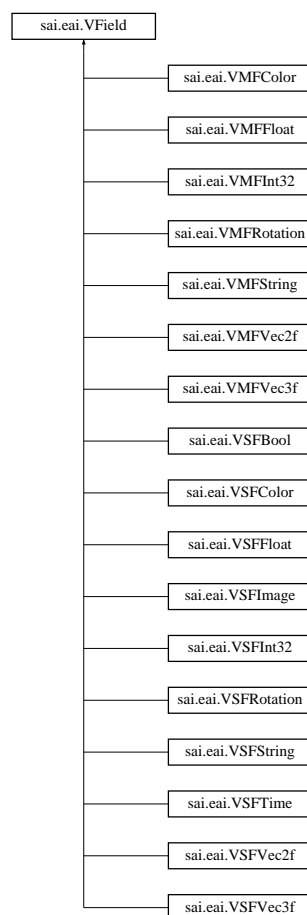 sai.eai.VField
sai.eai.VMFColor
sai.eai.VMFFloat
sai.eai.VMFInt32
sai.eai.VMFRotation
sai.eai.VMFString
sai.eai.VMFVec2f
sai.eai.VMFVec3f
sai.eai.VSFBool
sai.eai.VSFColor
sai.eai.VSFFloat
sai.eai.VSFImage
sai.eai.VSFInt32
sai.eai.VSFRotation
sai.eai.VSFString
sai.eai.VSFTime
sai.eai.VSFVec2f
sai.eai.VSFVec3f